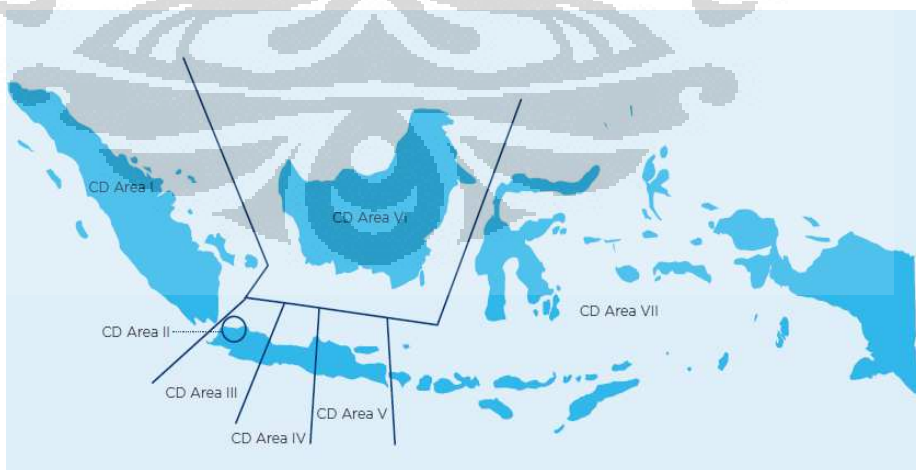 CD Area I
CD Area Vi
CD Area VII
CD Area II
CD Area III
CD Area V
CD Area IV